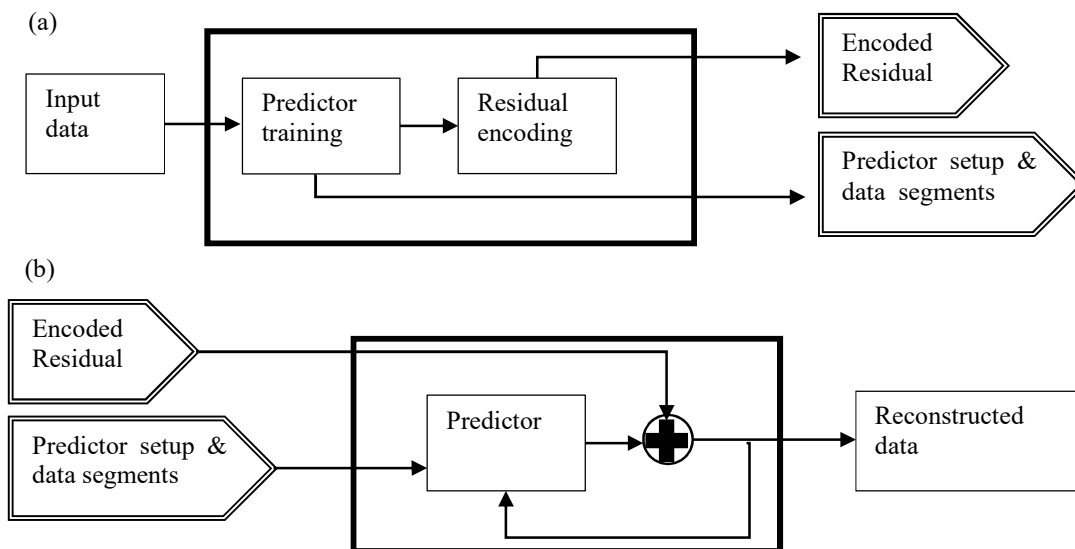 (a)
Input
data
Predictor
training
Residual
encoding
Encoded
Residual
Predictor setup &
data segments
(b)
Encoded
Residual
Predictor setup &
data segments
Predictor
Reconstructed
data